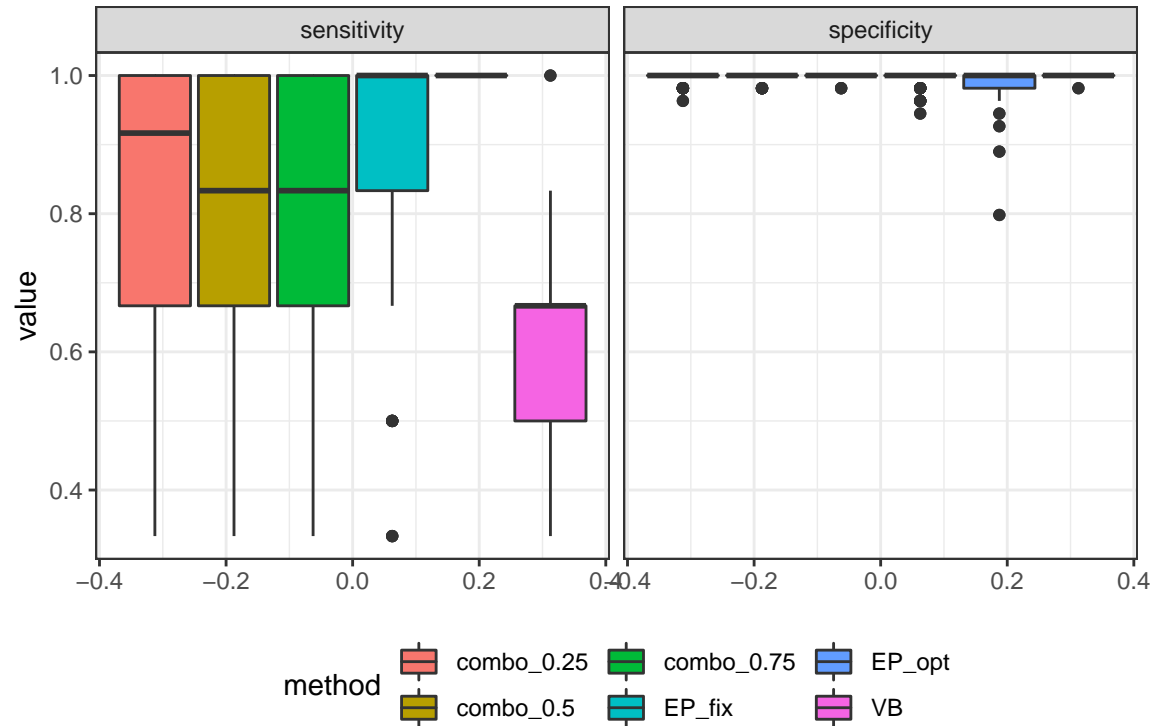 sensitivity specificity
1.0
0.8
0.6
0.4
value
−0.4 −0.2 0.0 0.2 0.4 −0.4 −0.2 0.0 0.2 0.4
method
combo_0.25 combo_0.75 EP_opt
combo_0.5 EP_fix VB